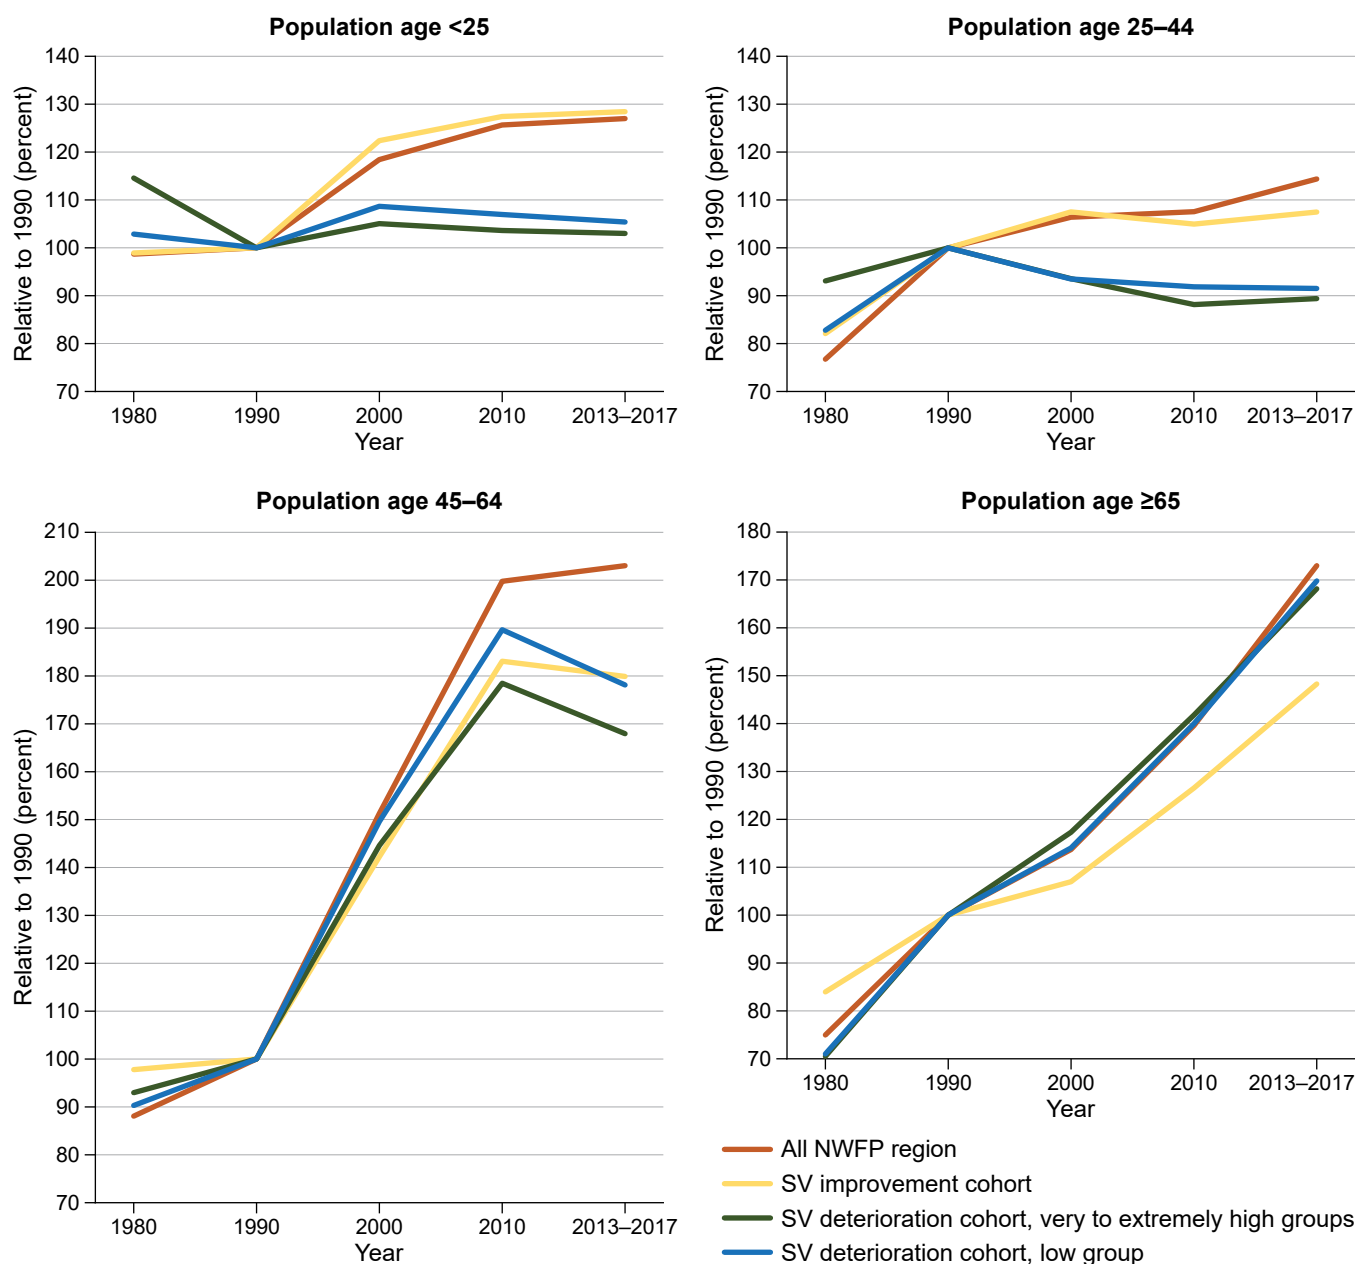 Population age <25
140
130
120
110
100
90
80
70
Relative to 1990 (percent)
1980 1990 2000 2010 2013–2017
Year
Population age 25–44
140
130
120
110
100
90
80
70
Relative to 1990 (percent)
1980 1990 2000 2010 2013–2017
Year
Population age 45–64
210
200
190
180
170
160
150
140
130
120
110
100
90
80
70
Relative to 1990 (percent)
1980 1990 2000 2010 2013–2017
Year
Population age ≥65
180
170
160
150
140
130
120
110
100
90
80
70
Relative to 1990 (percent)
1980 1990 2000 2010 2013–2017
Year
All NWFP region
SV improvement cohort
SV deterioration cohort, very to extremely high groups
SV deterioration cohort, low group